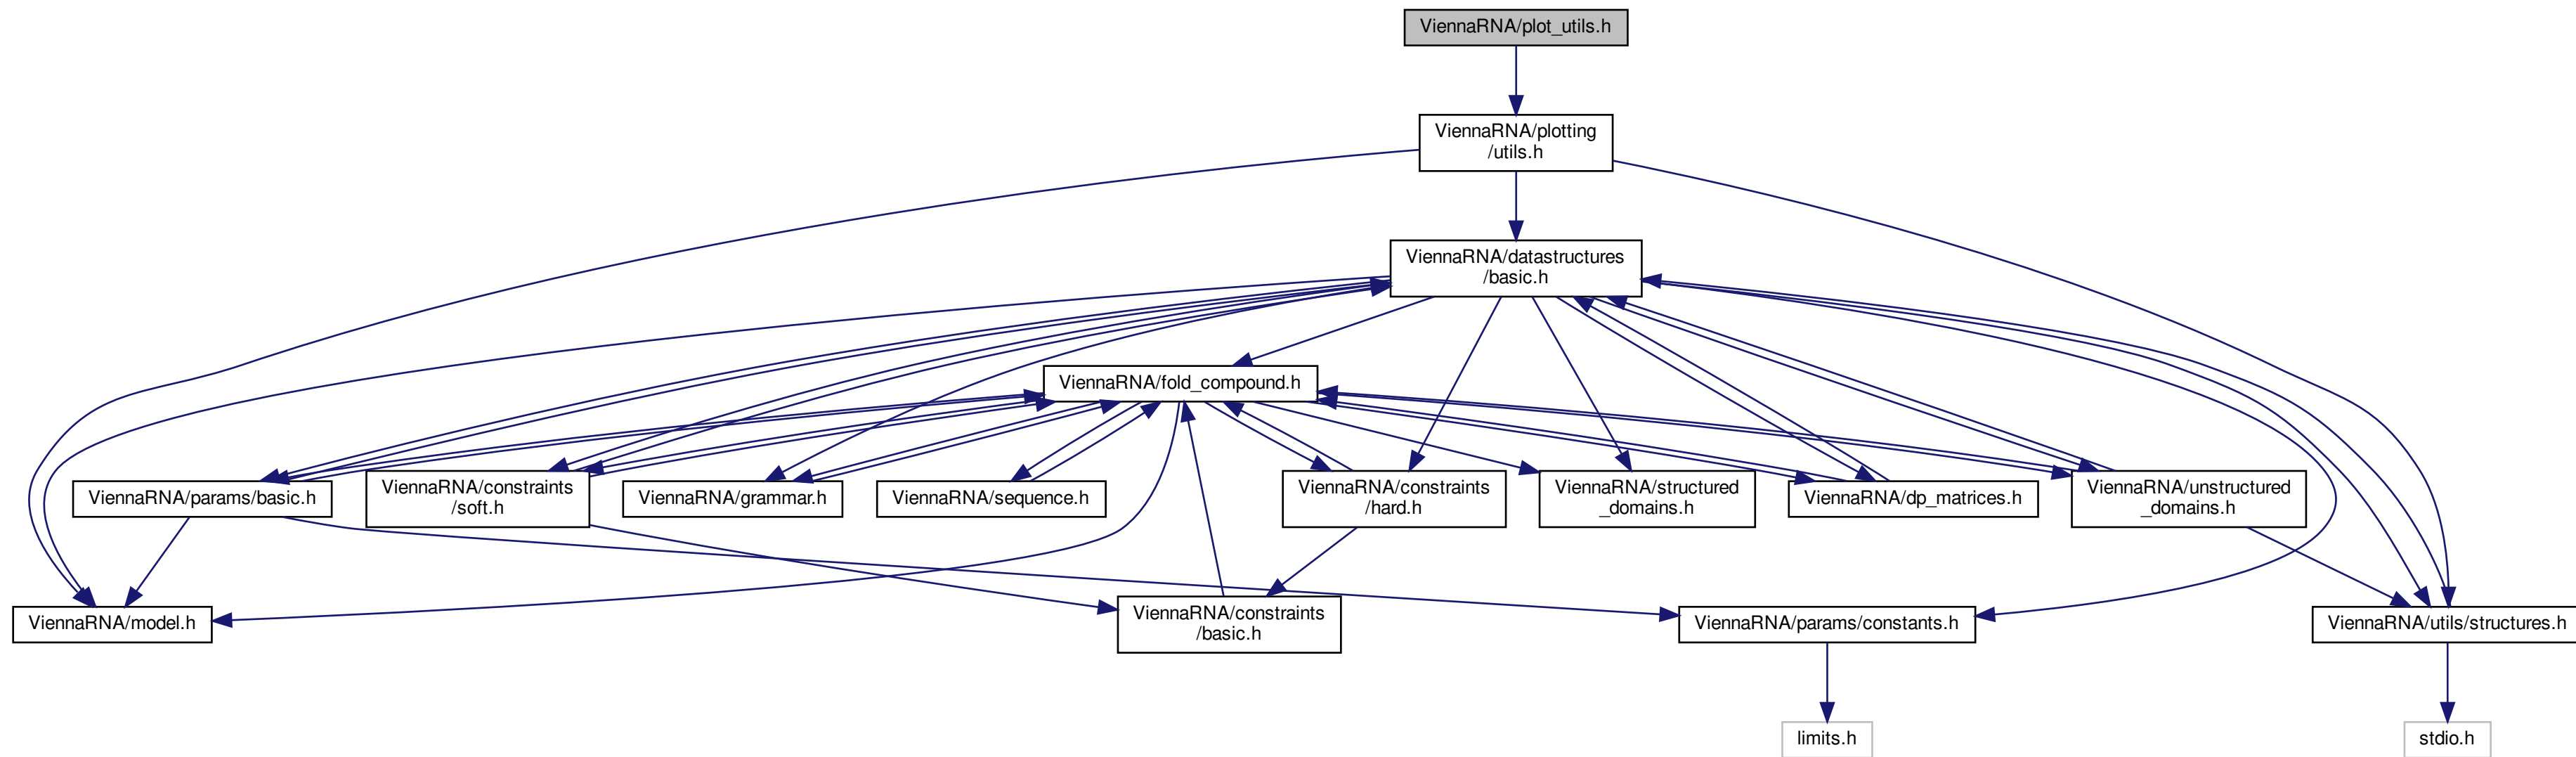 ViennaRNA/plot_utils.h
ViennaRNA/plotting
/utils.h
ViennaRNA/datastructures
/basic.h
ViennaRNA/fold_compound.h
ViennaRNA/params/basic.h
ViennaRNA/constraints
/soft.h
ViennaRNA/grammar.h
ViennaRNA/sequence.h
ViennaRNA/constraints
/hard.h
ViennaRNA/structured
_domains.h
ViennaRNA/dp_matrices.h
ViennaRNA/unstructured
_domains.h
ViennaRNA/model.h
ViennaRNA/constraints
/basic.h
ViennaRNA/params/constants.h
ViennaRNA/utils/structures.h
limits.h
stdio.h